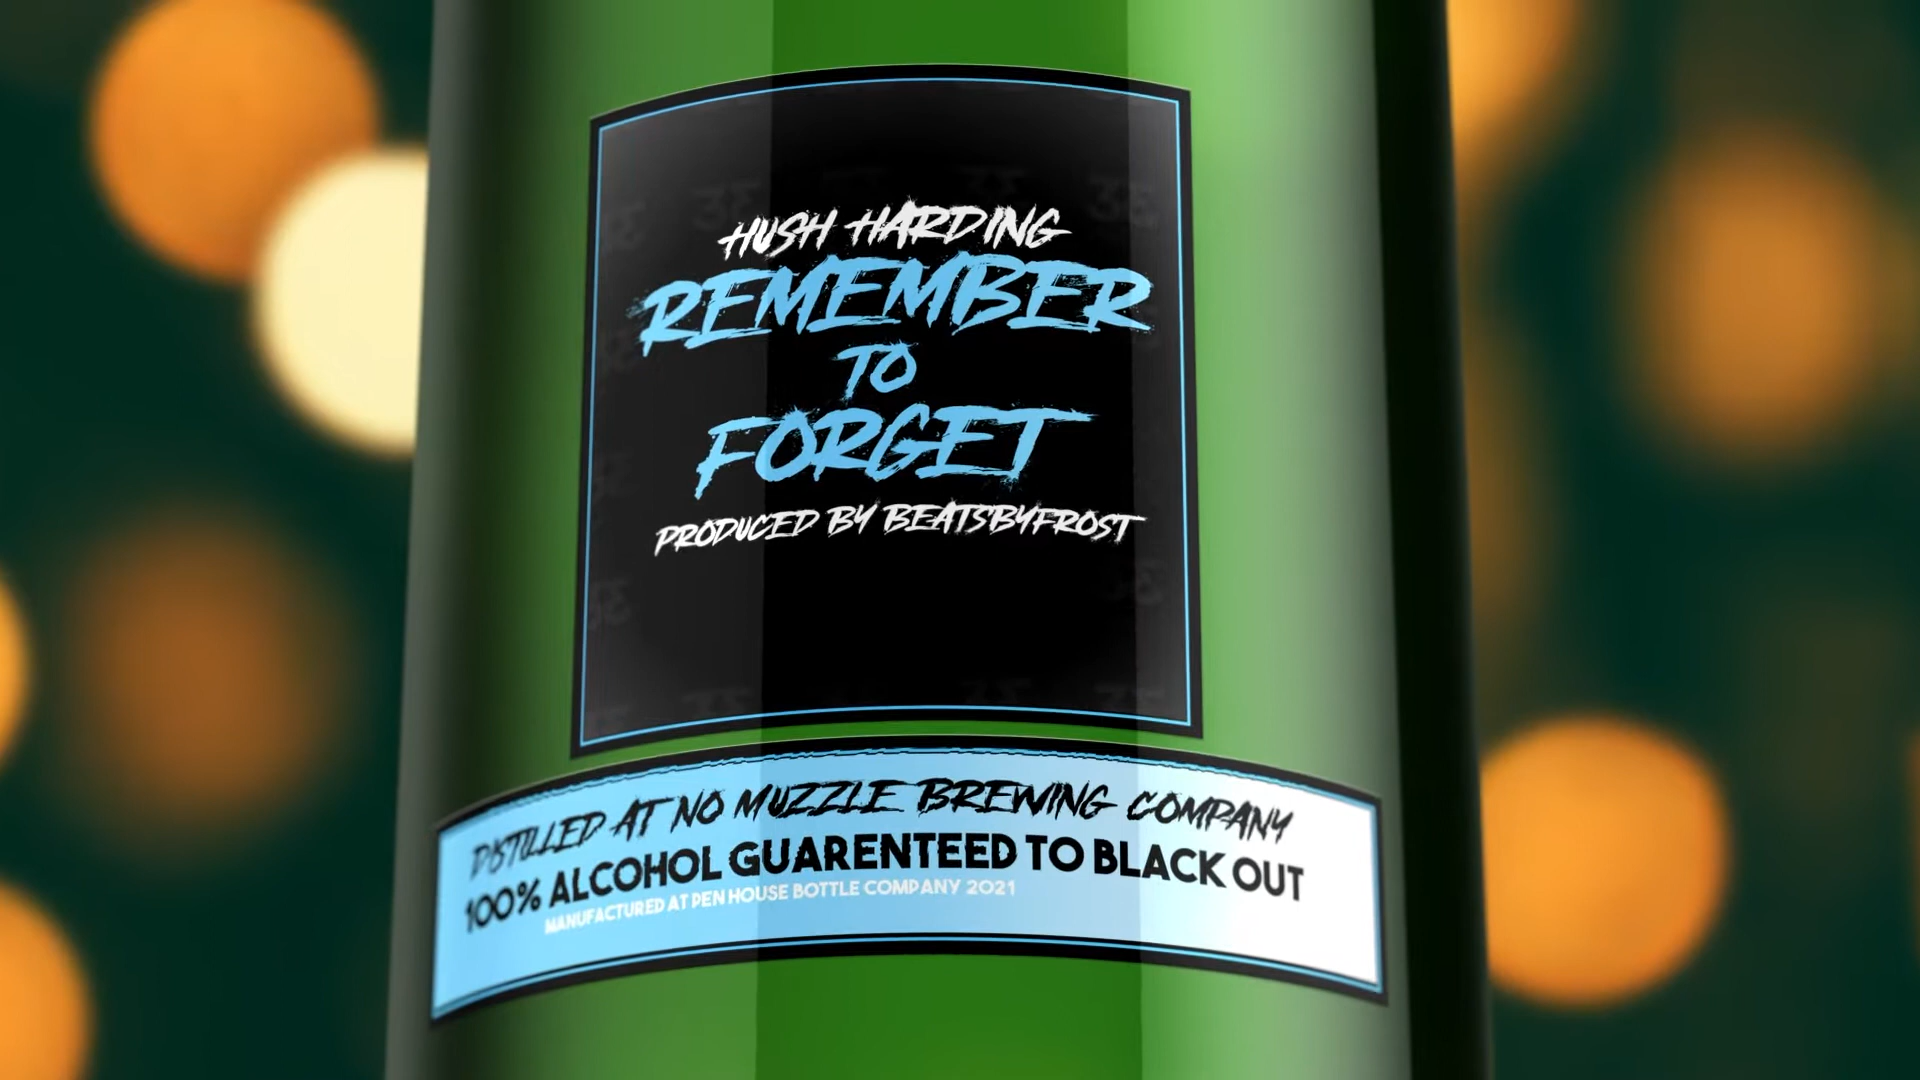 HUSH HARDING
REMEMBER
TO
FORGET
PRODUCED BY BEATSBYFROST
DISTILLED AT NO MUZZLE BREWING COMPANY
100% ALCOHOL GUARENTEED TO BLACK OUT
MANUFACTURED AT PEN HOUSE BOTTLE COMPANY 2021